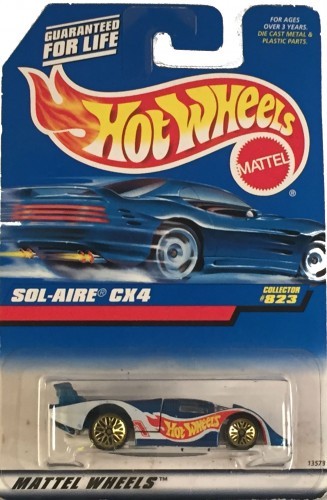 GUARANTEED
FOR LIFE
FOR AGES
OVER 3 YEARS.
DIE CAST METAL &
PLASTIC PARTS.
Hot Wheels
MATTEL
®
SOL-AIRE® CX4
COLLECTOR
#823
Hot Wheels
13573
MATTEL WHEELS™